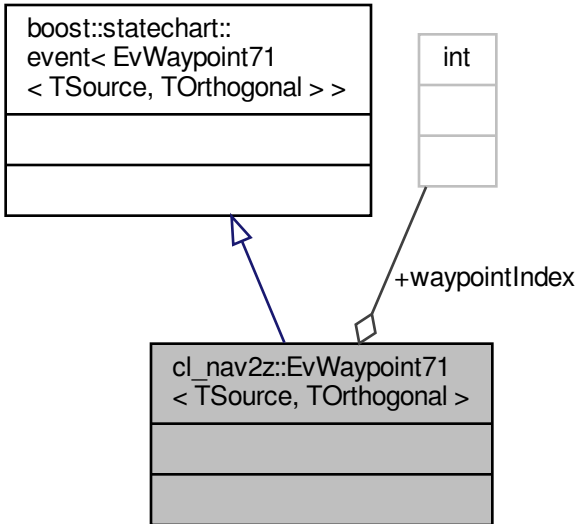 boost::statechart::
event< EvWaypoint71
< TSource, TOrthogonal > >
int
+waypointIndex
cl_nav2z::EvWaypoint71
< TSource, TOrthogonal >